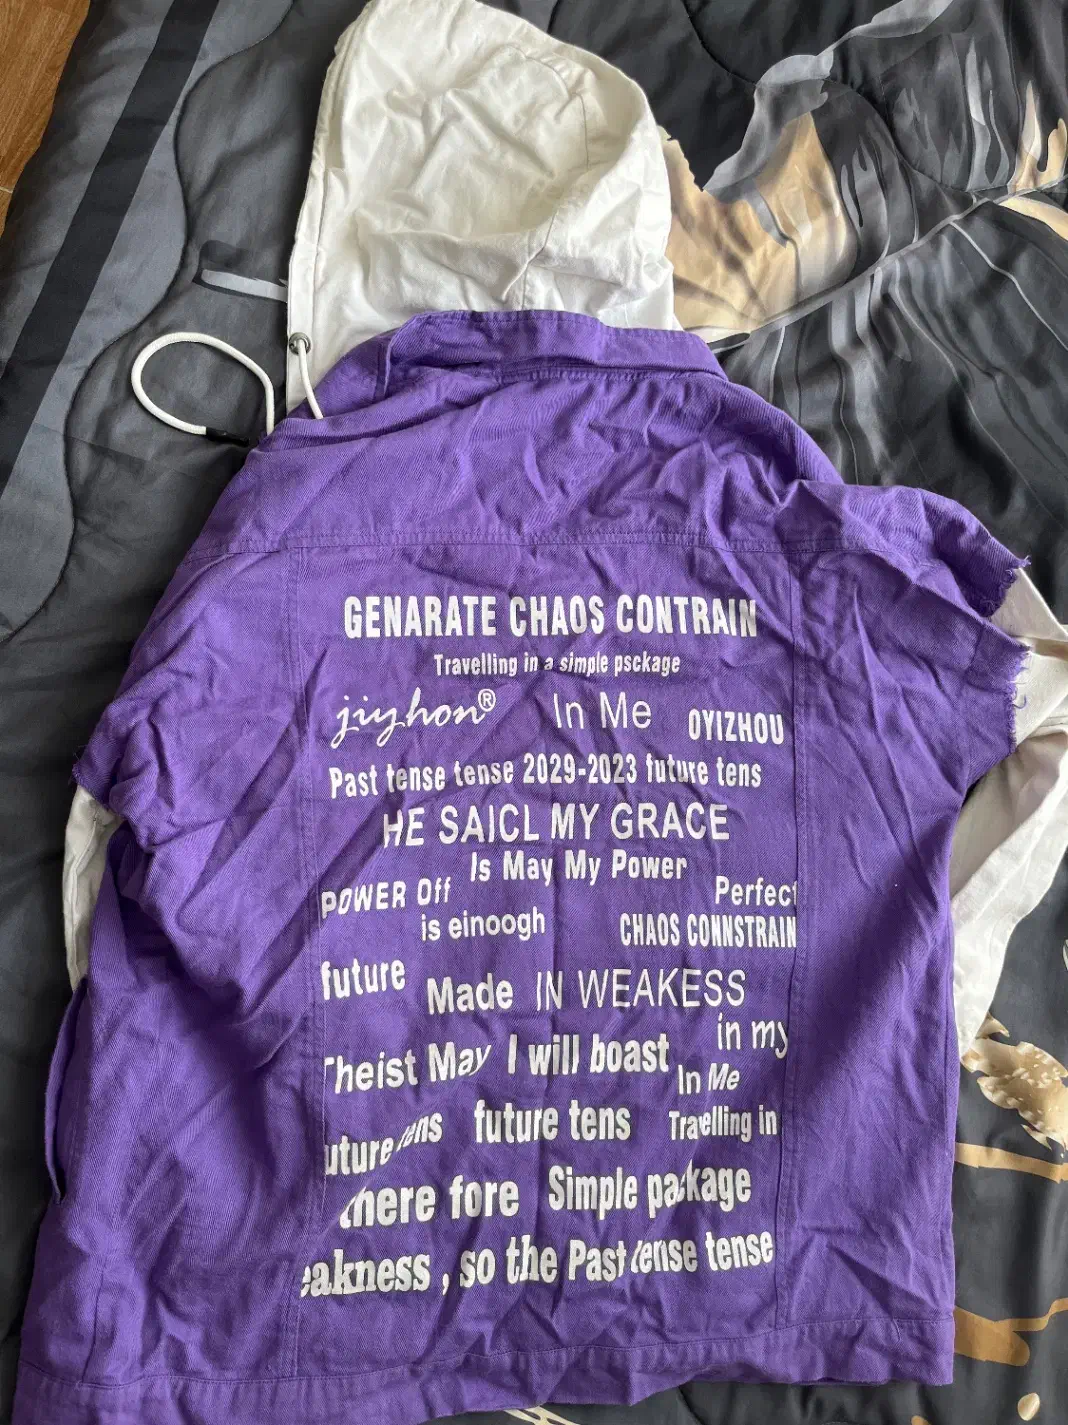 GENARATE CHAOS CONTRAIN
Travelling in a simple psckage
jiyhon® In Me OYIZHOU
Past tense tense 2029-2023 future tens
HE SAICL MY GRACE
Is May My Power
POWER Off Perfect
is einoogh CHAOS CONNSTRAIN
future Made IN WEAKESS
in my
Theist May I will boast
In Me
uture tens future tens Travelling in
there fore Simple package
eakness , so the Past tense tense